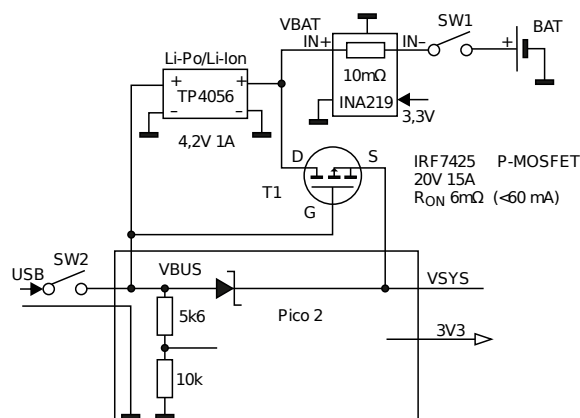 VBAT
SW1
BAT
IN+
IN–
+
Li-Po/Li-Ion
+ +
TP4056
– –
10mΩ
INA219
3,3V
4,2V 1A
D
S
T1
G
IRF7425 P-MOSFET
20V 15A
RON 6mΩ (<60 mA)
SW2
USB
VBUS
VSYS
5k6
Pico 2
3V3
10k